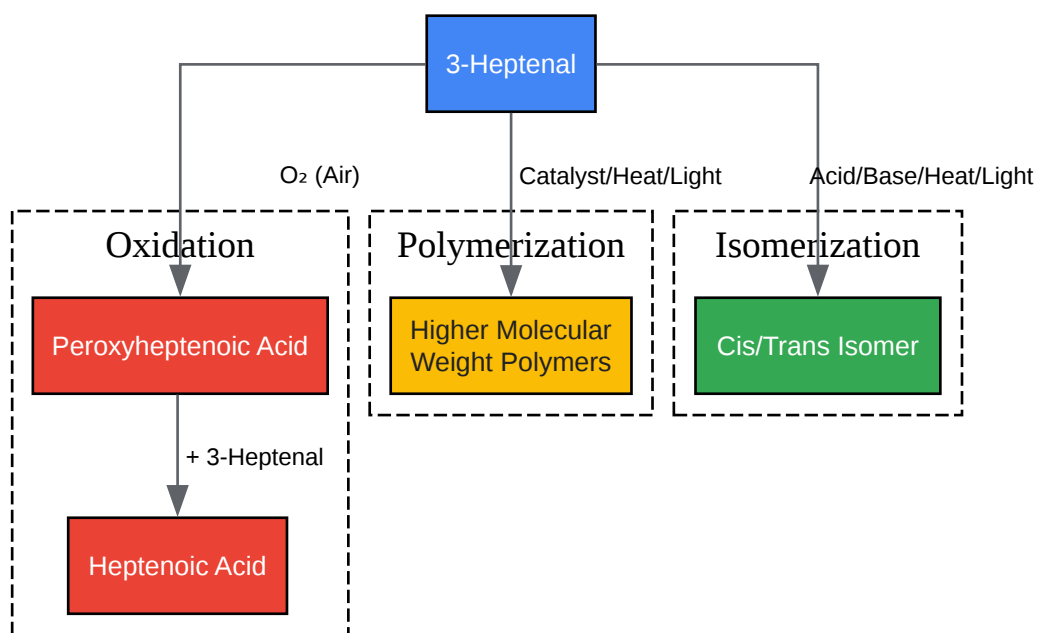 3-Heptenal
O₂ (Air)
Catalyst/Heat/Light
Acid/Base/Heat/Light
Oxidation
Polymerization
Isomerization
Peroxyheptenoic Acid
Higher Molecular
Weight Polymers
Cis/Trans Isomer
+ 3-Heptenal
Heptenoic Acid